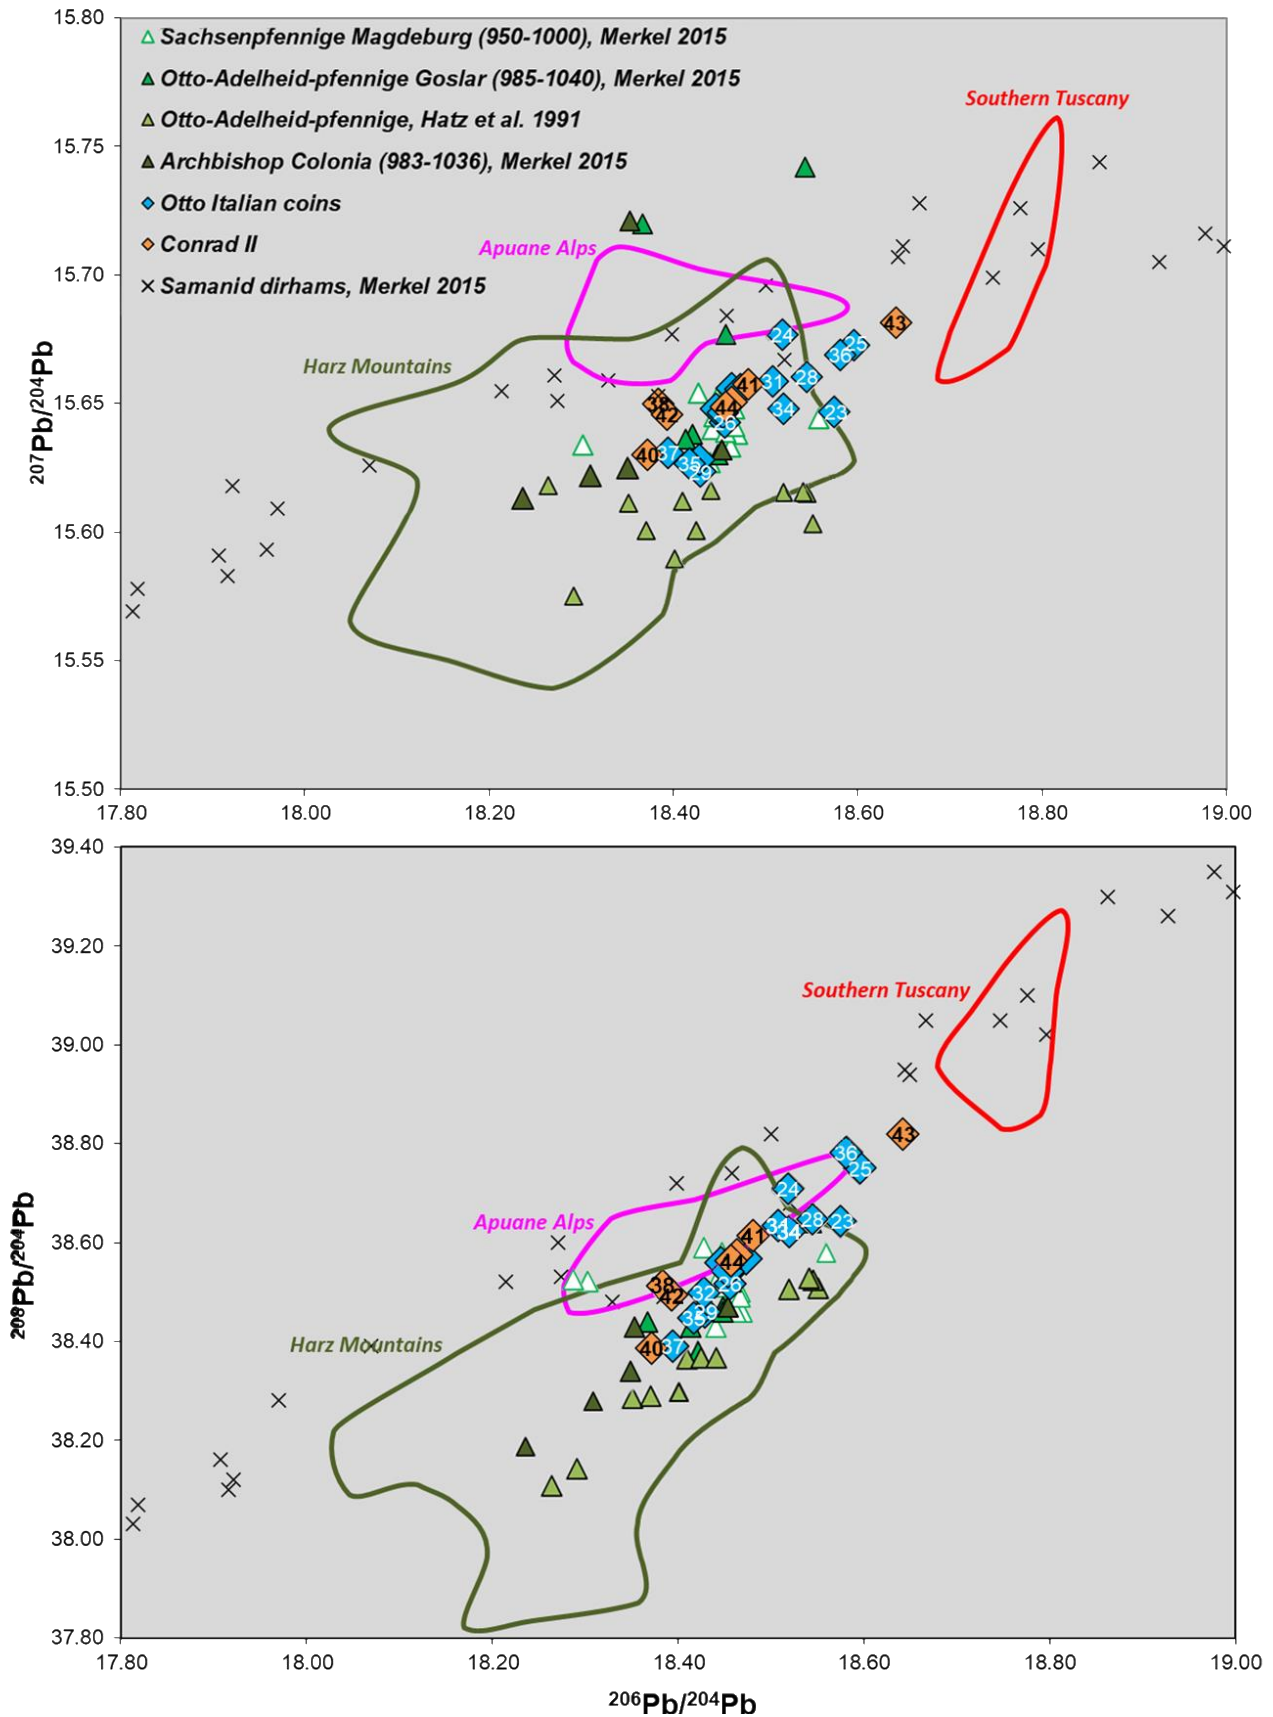 15.80
Sachsenpfennige Magdeburg (950-1000), Merkel 2015
Otto-Adelheid-pfennige Goslar (985-1040), Merkel 2015
Otto-Adelheid-pfennige, Hatz et al. 1991
Archbishop Colonia (983-1036), Merkel 2015
Otto Italian coins
Conrad II
Samanid dirhams, Merkel 2015
Southern Tuscany
15.75
Apuane Alps
15.70
43
24
25
36
Harz Mountains
28
31
41
15.65
38
42
44
34
23
26
40
37
35
29
207Pb/204Pb
15.60
15.55
15.50
17.80 18.00 18.20 18.40 18.60 18.80 19.00
39.40
39.20
Southern Tuscany
39.00
38.80
43
36
25
24
Apuane Alps
38.60
31
34
28
23
41
44
38
42
26
32
29
35
38.40
Harz Mountains
40
37
208Pb/204Pb
38.20
38.00
37.80
17.80 18.00 18.20 18.40 18.60 18.80 19.00
206Pb/204Pb